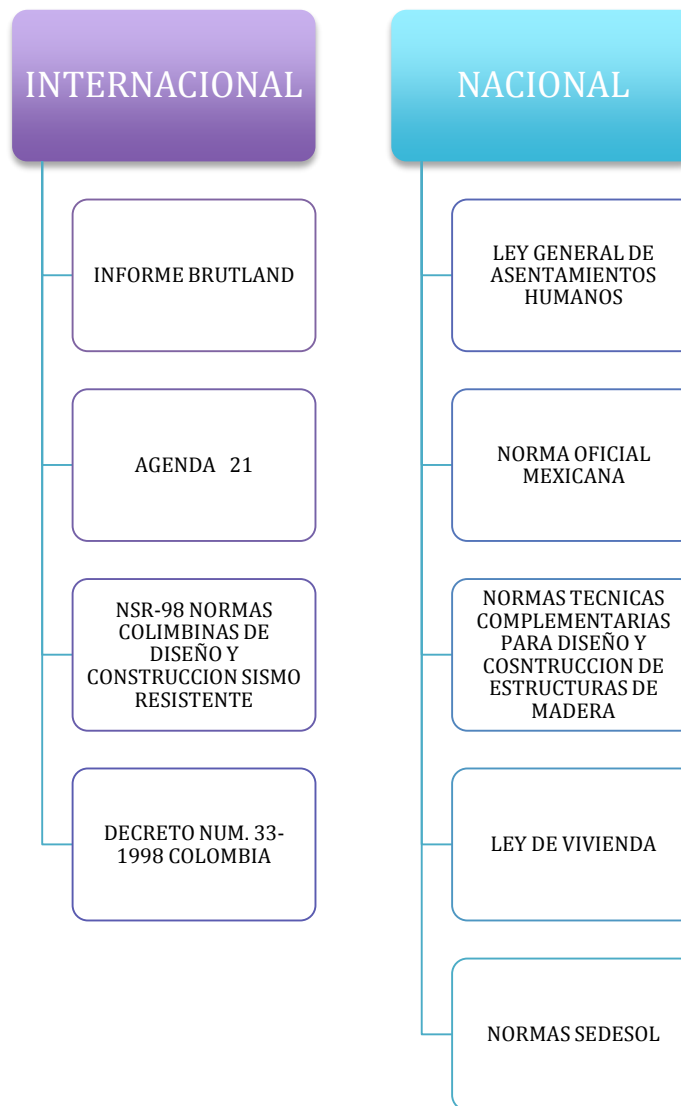 INTERNACIONAL
INFORME BRUTLAND
AGENDA 21
NSR-98 NORMAS
COLIMBINAS DE
DISEÑO Y
CONSTRUCCION SISMO
RESISTENTE
DECRETO NUM. 33-
1998 COLOMBIA
NACIONAL
LEY GENERAL DE
ASENTAMIENTOS
HUMANOS
NORMA OFICIAL
MEXICANA
NORMAS TECNICAS
COMPLEMENTARIAS
PARA DISEÑO Y
COSNTRUCCION DE
ESTRUCTURAS DE
MADERA
LEY DE VIVIENDA
NORMAS SEDESOL